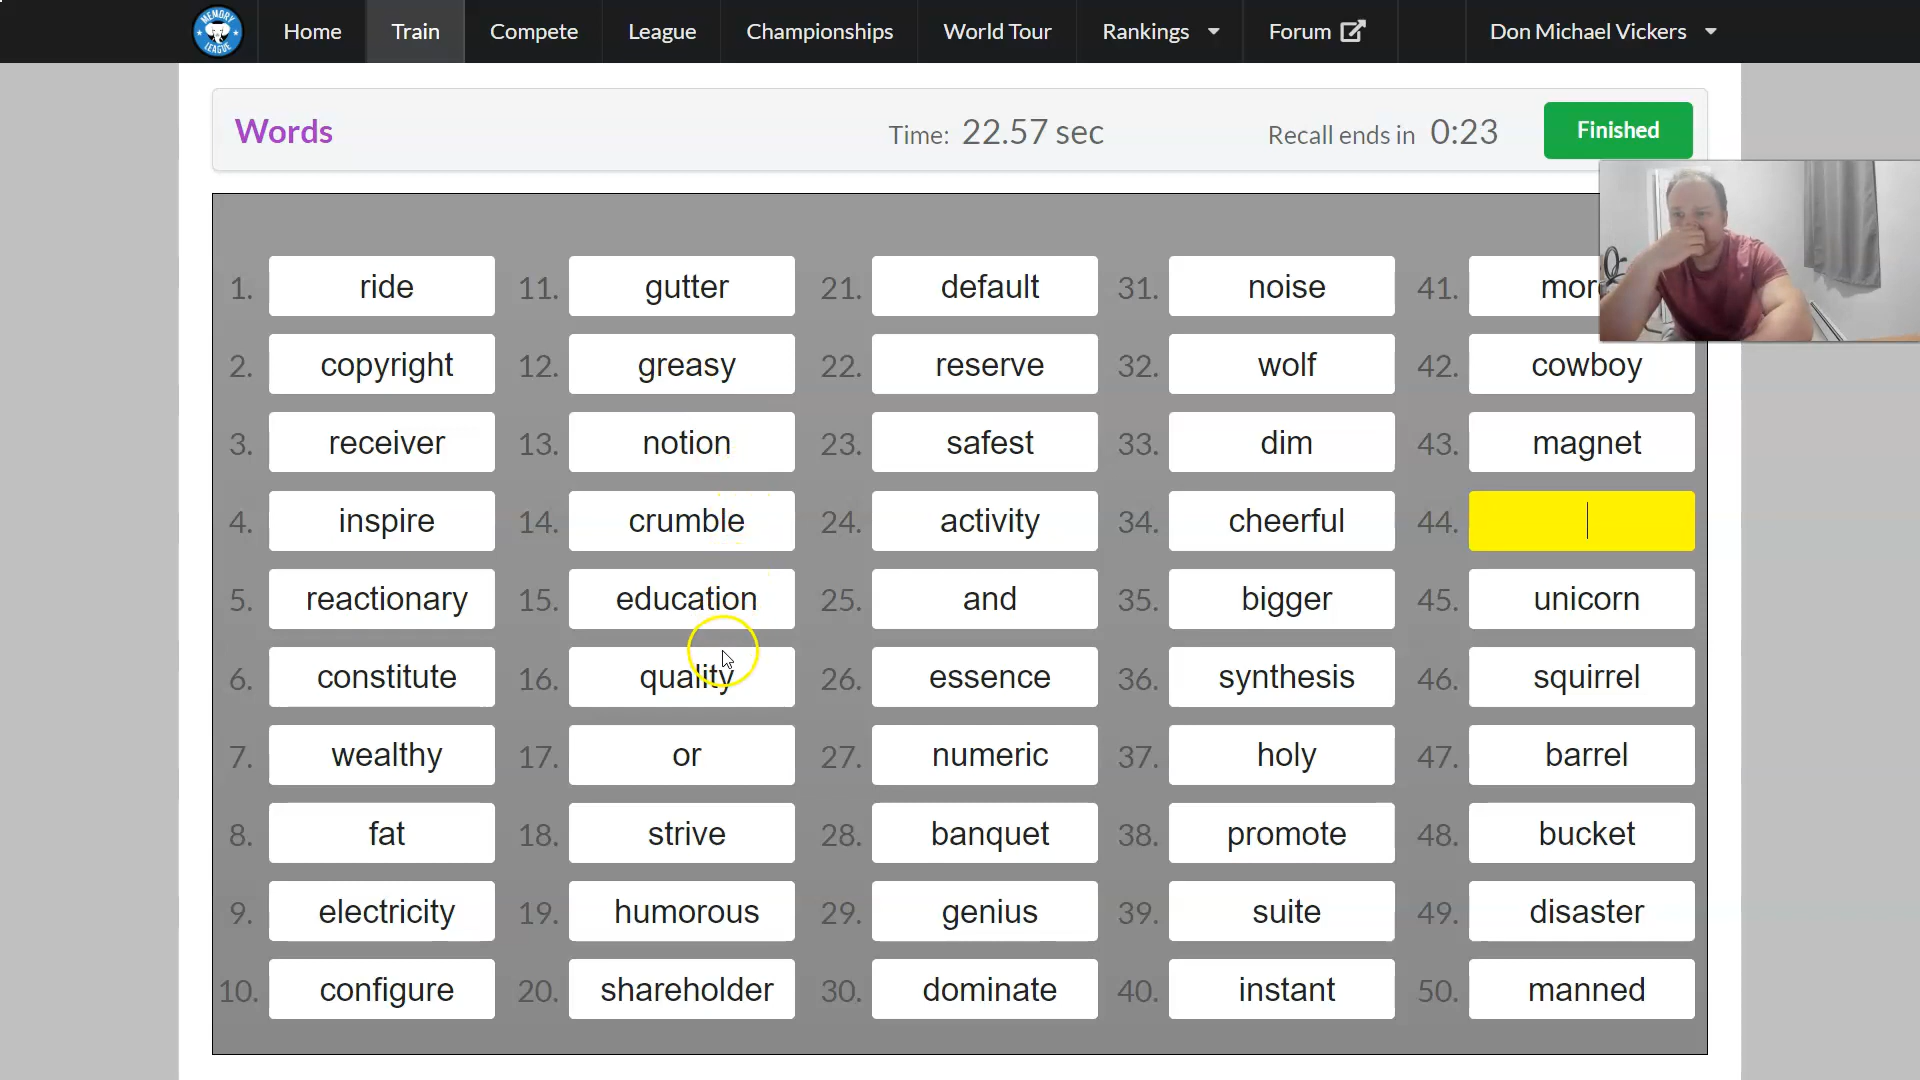 MEMORY LEAGUE
Home Train Compete League Championships World Tour Rankings Forum Don Michael Vickers
Words Time: 22.57 sec Recall ends in 0:23 Finished
1. ride 11. gutter 21. default 31. noise 41.
2. copyright 12. greasy 22. reserve 32. wolf 42. cowboy
3. receiver 13. notion 23. safest 33. dim 43. magnet
4. inspire 14. crumble 24. activity 34. cheerful 44.
5. reactionary 15. education 25. and 35. bigger 45. unicorn
6. constitute 16. quality 26. essence 36. synthesis 46. squirrel
7. wealthy 17. or 27. numeric 37. holy 47. barrel
8. fat 18. strive 28. banquet 38. promote 48. bucket
9. electricity 19. humorous 29. genius 39. suite 49. disaster
10. configure 20. shareholder 30. dominate 40. instant 50. manned